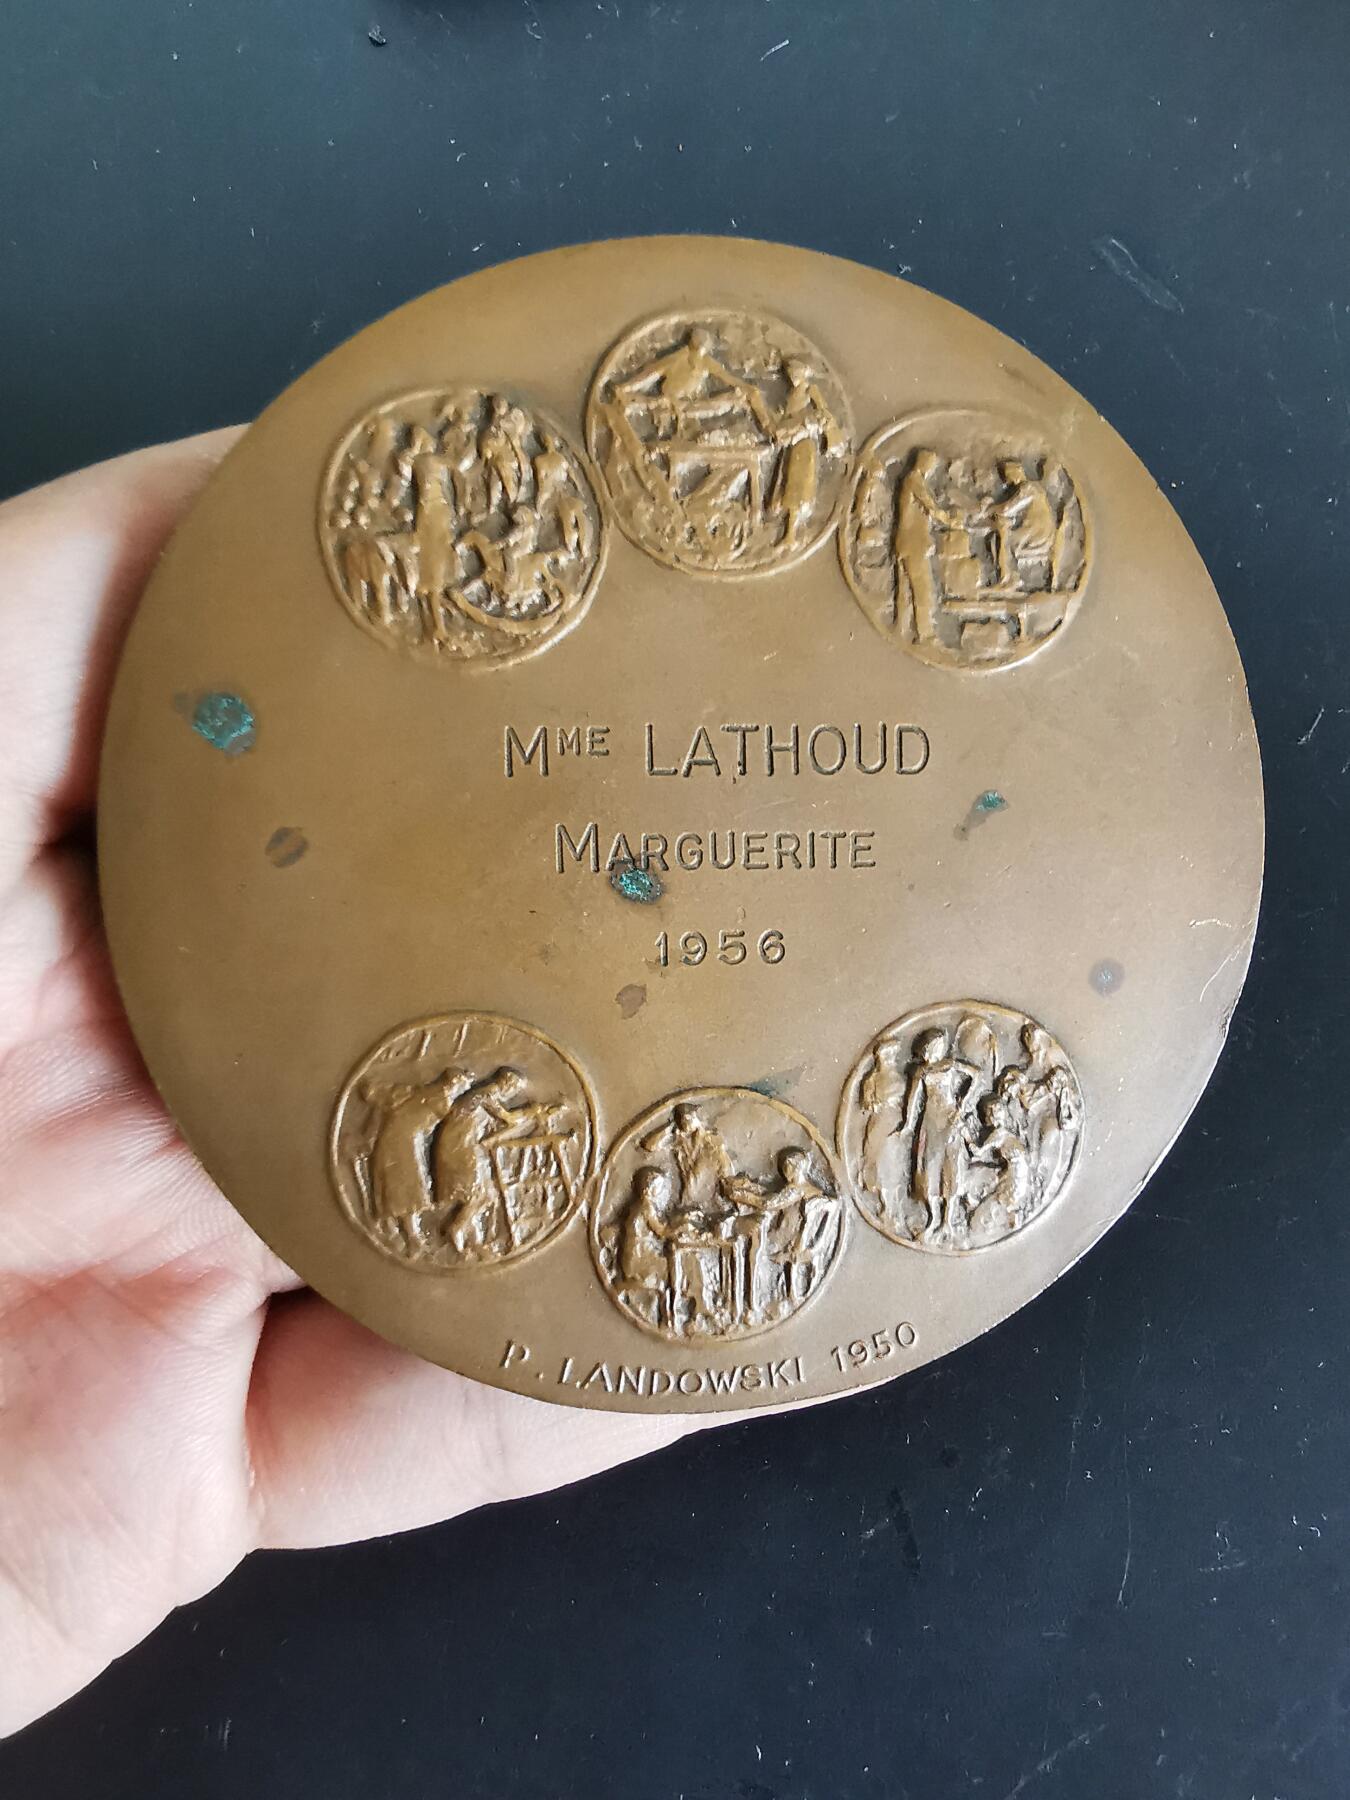 Mᴹᴱ LATHOUD
MARGUERITE
1956
P. LANDOWSKI 1950